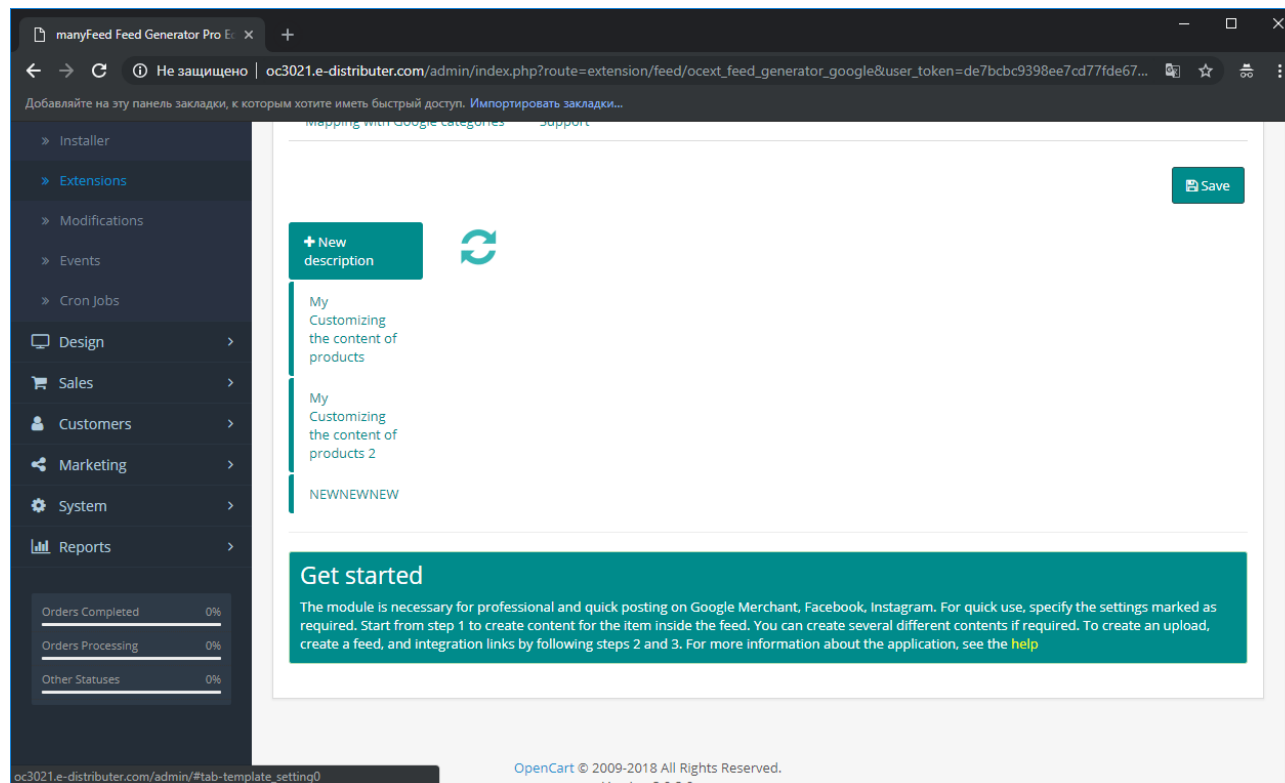 manyFeed Feed Generator Pro Ec
Не защищено | oc3021.e-distributer.com/admin/index.php?route=extension/feed/ocext_feed_generator_google&user_token=de7bcbc9398ee7cd77fde67...
Добавляйте на эту панель закладки, к которым хотите иметь быстрый доступ. Импортировать закладки...
Mapping with Google categories Support
» Installer
» Extensions
» Modifications
» Events
» Cron Jobs
Design
Sales
Customers
Marketing
System
Reports
Orders Completed 0%
Orders Processing 0%
Other Statuses 0%
Save
New
description
My
Customizing
the content of
products
My
Customizing
the content of
products 2
NEWNEWNEW
Get started
The module is necessary for professional and quick posting on Google Merchant, Facebook, Instagram. For quick use, specify the settings marked as
required. Start from step 1 to create content for the item inside the feed. You can create several different contents if required. To create an upload,
create a feed, and integration links by following steps 2 and 3. For more information about the application, see the help
OpenCart © 2009-2018 All Rights Reserved.
oc3021.e-distributer.com/admin/#tab-template_setting0